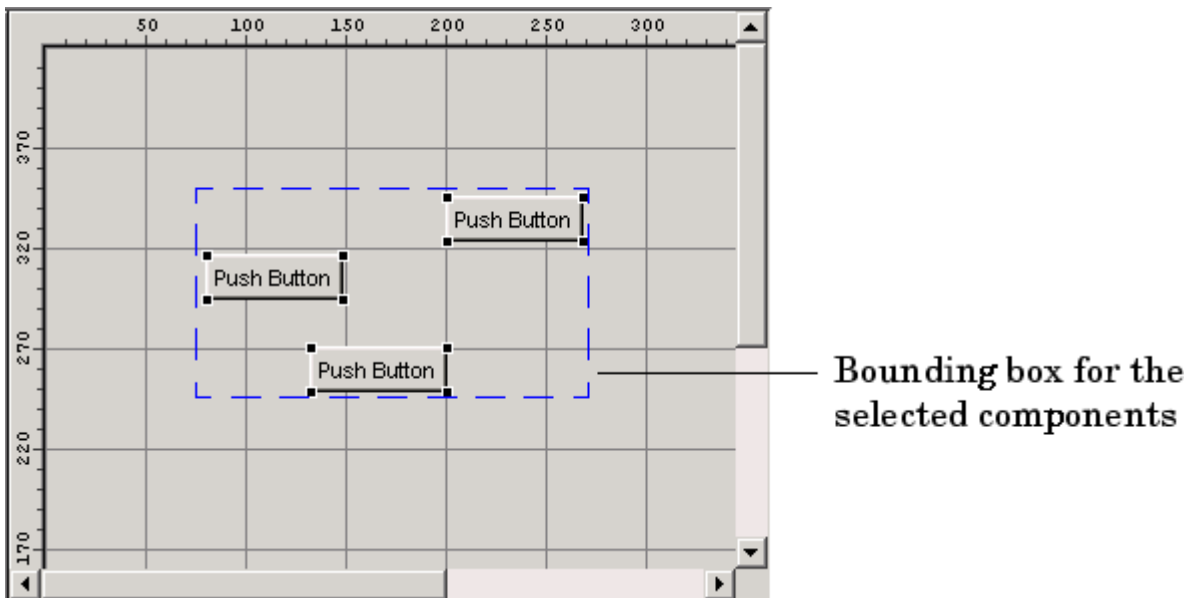 50 100 150 200 250 300
370
Push Button
320
Push Button
270
Push Button
Bounding box for the
selected components
220
170